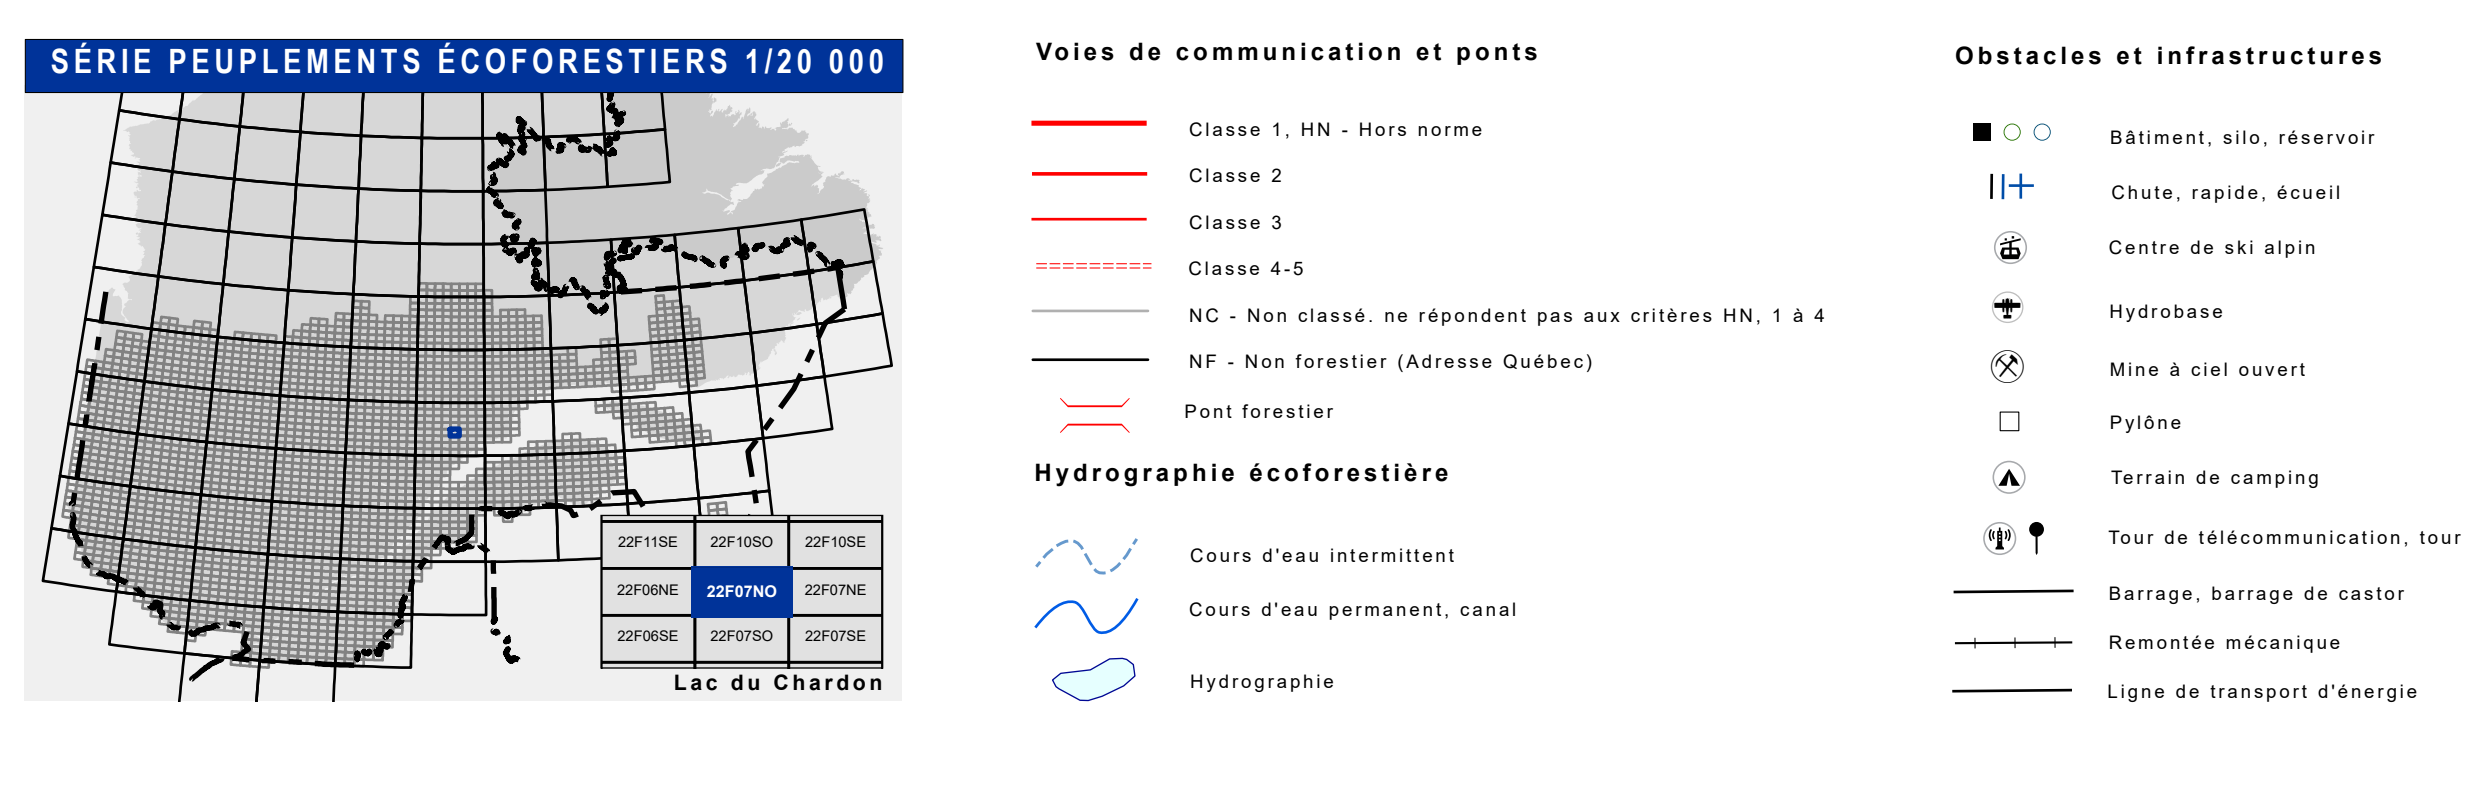 SÉRIE PEUPLEMENTS ÉCOFORESTIERS 1/20 000
22F11SE 22F10SO 22F10SE
22F06NE 22F07NO 22F07NE
22F06SE 22F07SO 22F07SE
Lac du Chardon
Voies de communication et ponts
Classe 1, HN - Hors norme
Classe 2
Classe 3
Classe 4-5
NC - Non classé. ne répondent pas aux critères HN, 1 à 4
NF - Non forestier (Adresse Québec)
Pont forestier
Hydrographie écoforestière
Cours d'eau intermittent
Cours d'eau permanent, canal
Hydrographie
Obstacles et infrastructures
Bâtiment, silo, réservoir
Chute, rapide, écueil
Centre de ski alpin
Hydrobase
Mine à ciel ouvert
Pylône
Terrain de camping
Tour de télécommunication, tour
Barrage, barrage de castor
Remontée mécanique
Ligne de transport d'énergie